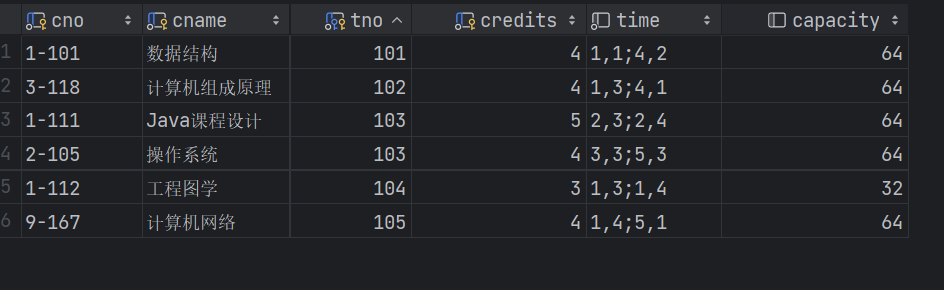 cno cname tno credits time capacity
1 1-101 数据结构 101 4 1,1;4,2 64
2 3-118 计算机组成原理 102 4 1,3;4,1 64
3 1-111 Java课程设计 103 5 2,3;2,4 64
4 2-105 操作系统 103 4 3,3;5,3 64
5 1-112 工程图学 104 3 1,3;1,4 32
6 9-167 计算机网络 105 4 1,4;5,1 64